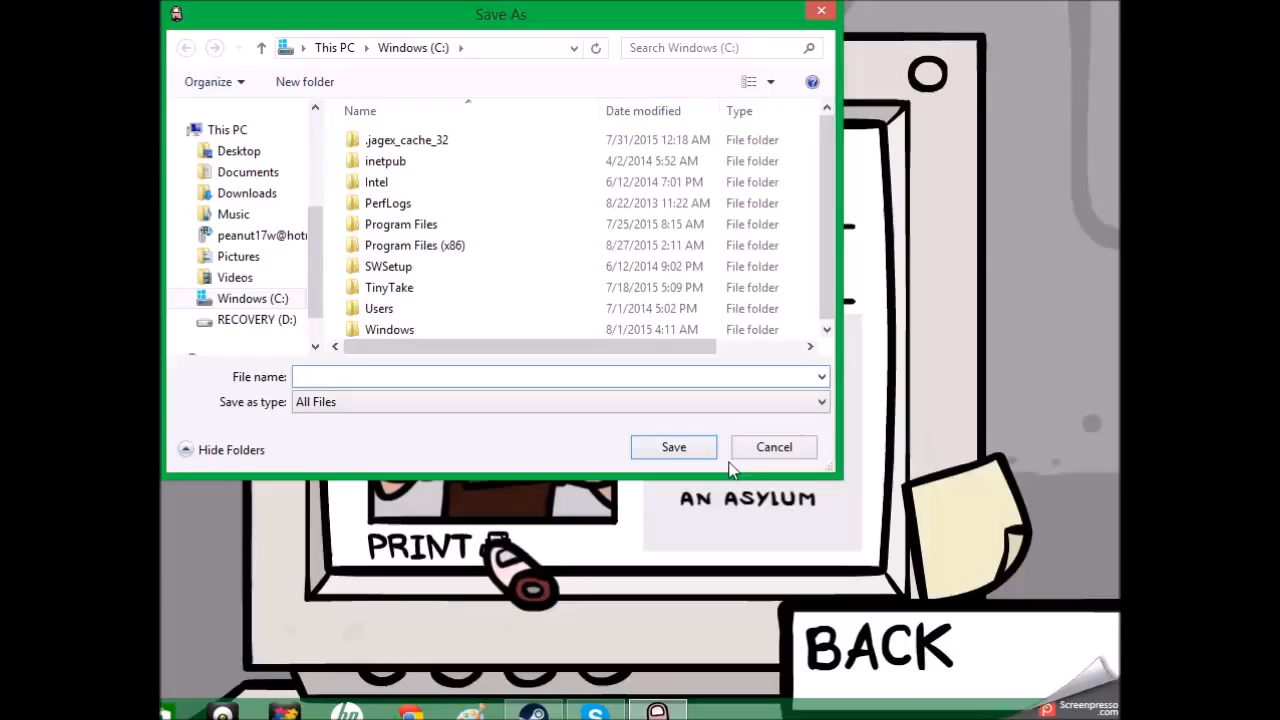 Save As
This PC Windows (C:)
Search Windows (C:)
Organize New folder
Name Date modified Type
This PC
Desktop
Documents
Downloads
Music
peanut17w@hot
Pictures
Videos
Windows (C:)
RECOVERY (D:)
.jagex_cache_32 7/31/2015 12:18 AM File folder
inetpub 4/2/2014 5:52 AM File folder
Intel 6/12/2014 7:01 PM File folder
PerfLogs 8/22/2013 11:22 AM File folder
Program Files 7/25/2015 8:15 AM File folder
Program Files (x86) 8/27/2015 2:11 AM File folder
SWSetup 6/12/2014 9:02 PM File folder
TinyTake 7/18/2015 5:09 PM File folder
Users 7/1/2014 5:02 PM File folder
Windows 8/1/2015 4:11 AM File folder
File name:
Save as type: All Files
Hide Folders
Save Cancel
AN ASYLUM
PRINT
BACK
hp
Screenpresso
.com